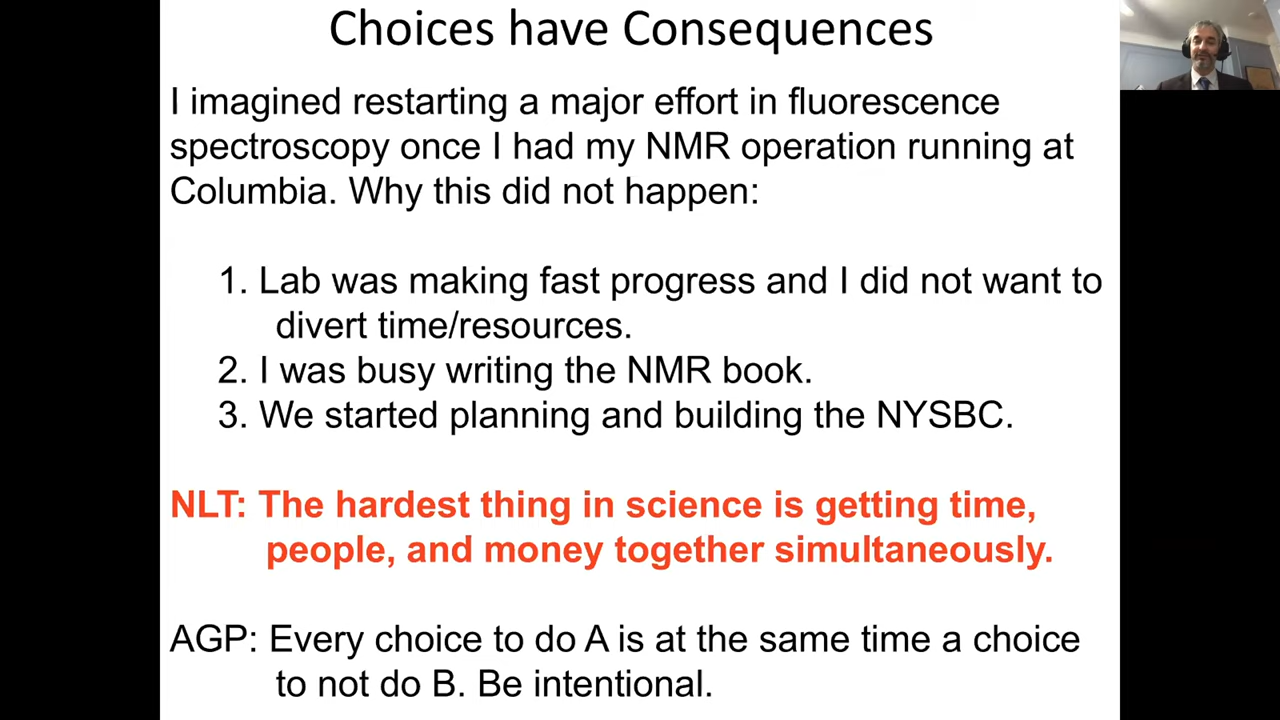 Choices have Consequences
I imagined restarting a major effort in fluorescence
spectroscopy once I had my NMR operation running at
Columbia. Why this did not happen:
1. Lab was making fast progress and I did not want to
divert time/resources.
2. I was busy writing the NMR book.
3. We started planning and building the NYSBC.
NLT: The hardest thing in science is getting time,
people, and money together simultaneously.
AGP: Every choice to do A is at the same time a choice
to not do B. Be intentional.